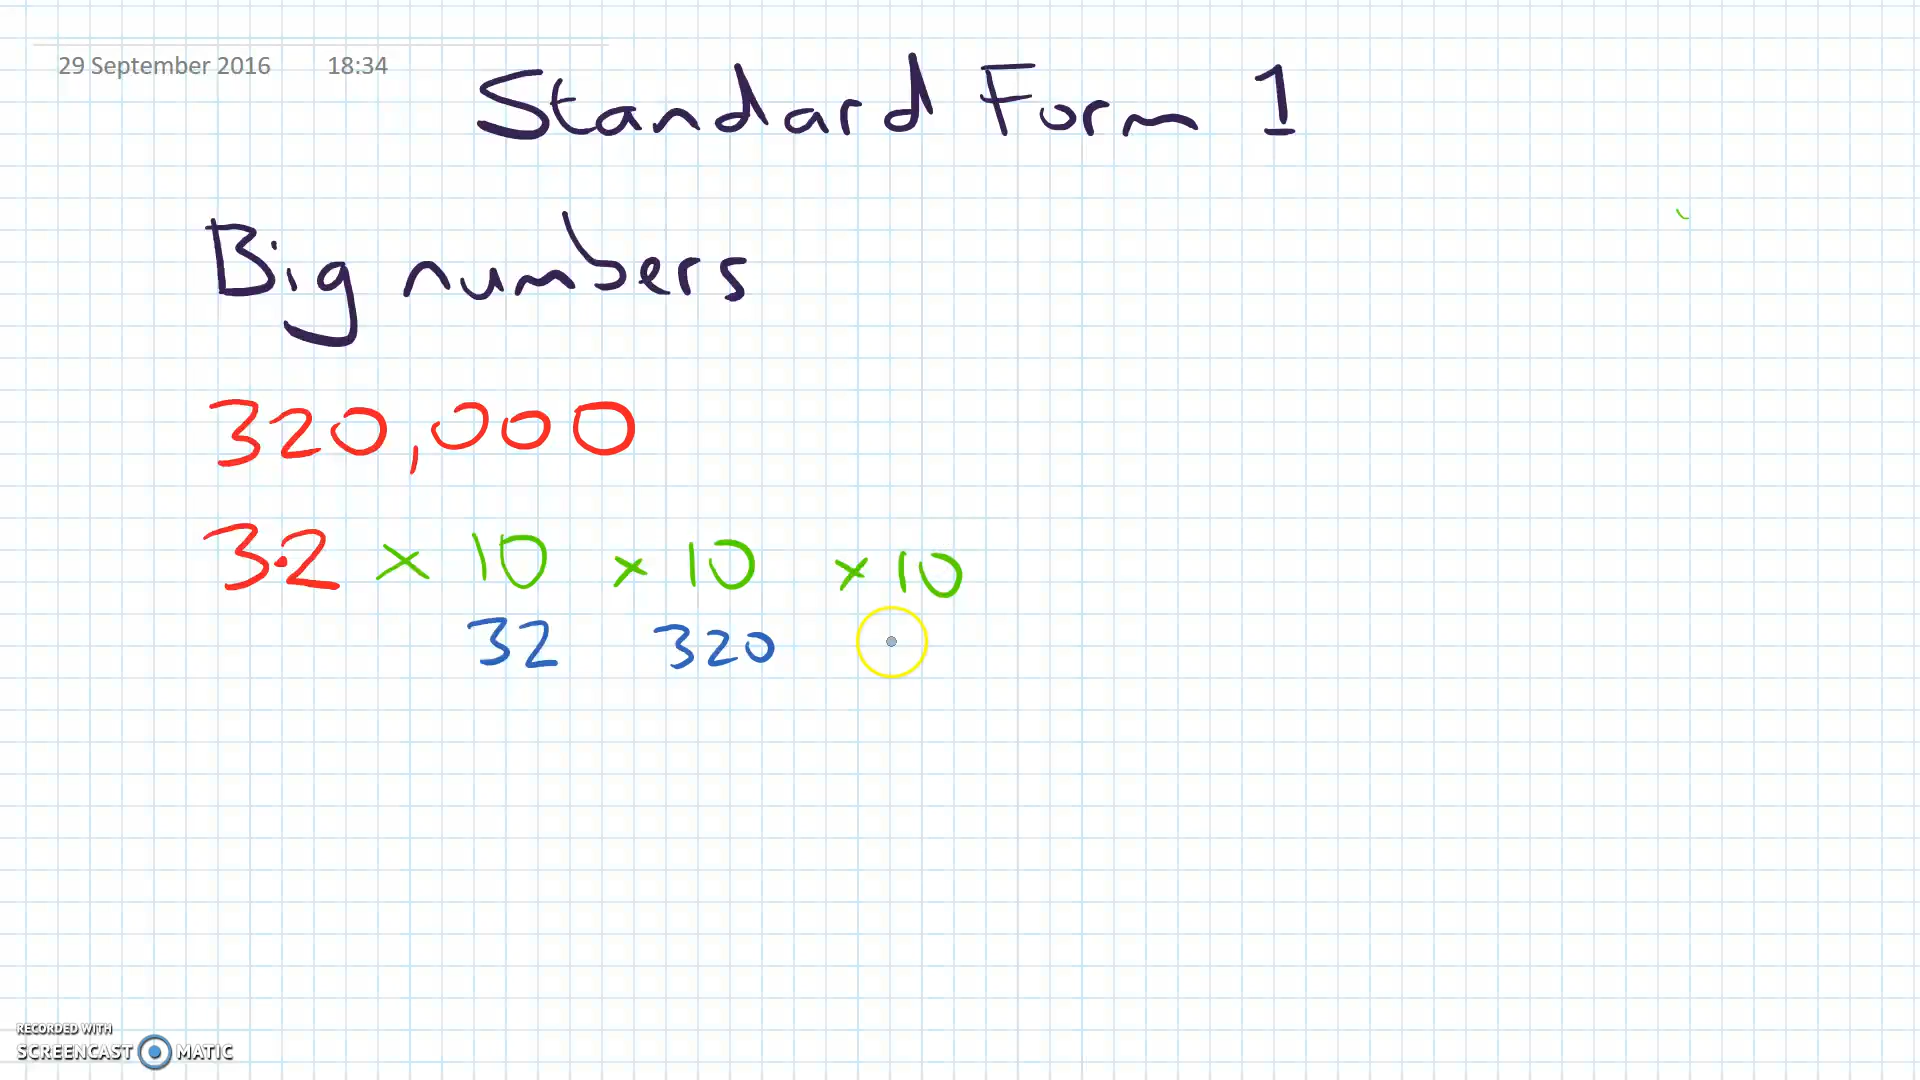 29 September 2016 18:34
Standard Form 1
Big numbers
320,000
3.2 × 10 × 10 × 10
32 320
RECORDED WITH
SCREENCAST MATIC